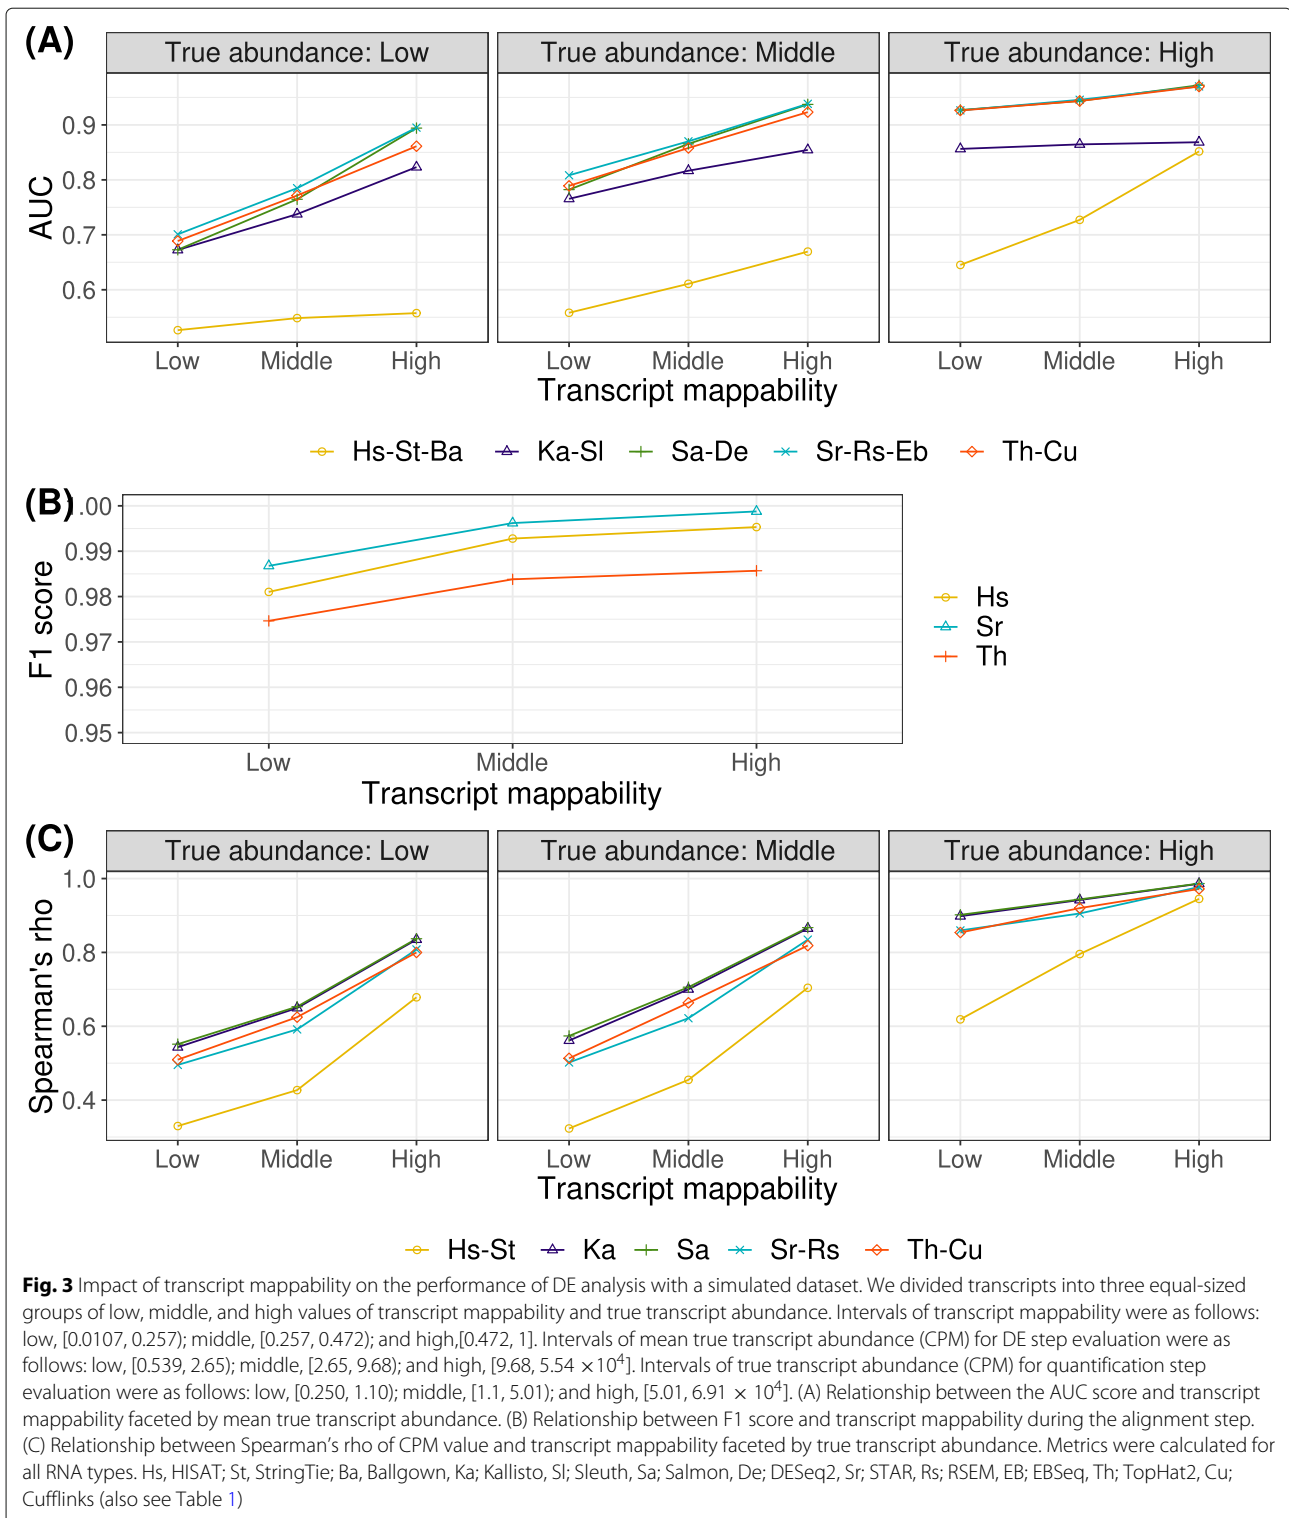 (A)
True abundance: Low
True abundance: Middle
True abundance: High
AUC
0.9
0.8
0.7
0.6
Low Middle High
Low Middle High
Low Middle High
Transcript mappability
Hs-St-Ba Ka-Sl Sa-De Sr-Rs-Eb Th-Cu
(B)
F1 score
.00
0.99
0.98
0.97
0.96
0.95
Low Middle High
Transcript mappability
Hs
Sr
Th
(C)
True abundance: Low
True abundance: Middle
True abundance: High
Spearman's rho
1.0
0.8
0.6
0.4
Low Middle High
Low Middle High
Low Middle High
Transcript mappability
Hs-St Ka Sa Sr-Rs Th-Cu
Fig. 3 Impact of transcript mappability on the performance of DE analysis with a simulated dataset. We divided transcripts into three equal-sized
groups of low, middle, and high values of transcript mappability and true transcript abundance. Intervals of transcript mappability were as follows:
low, [0.0107, 0.257); middle, [0.257, 0.472); and high,[0.472, 1]. Intervals of mean true transcript abundance (CPM) for DE step evaluation were as
follows: low, [0.539, 2.65); middle, [2.65, 9.68); and high, [9.68, 5.54 ×10⁴]. Intervals of true transcript abundance (CPM) for quantification step
evaluation were as follows: low, [0.250, 1.10); middle, [1.1, 5.01); and high, [5.01, 6.91 × 10⁴]. (A) Relationship between the AUC score and transcript
mappability faceted by mean true transcript abundance. (B) Relationship between F1 score and transcript mappability during the alignment step.
(C) Relationship between Spearman's rho of CPM value and transcript mappability faceted by true transcript abundance. Metrics were calculated for
all RNA types. Hs, HISAT; St, StringTie; Ba, Ballgown, Ka; Kallisto, Sl; Sleuth, Sa; Salmon, De; DESeq2, Sr; STAR, Rs; RSEM, EB; EBSeq, Th; TopHat2, Cu;
Cufflinks (also see Table 1)